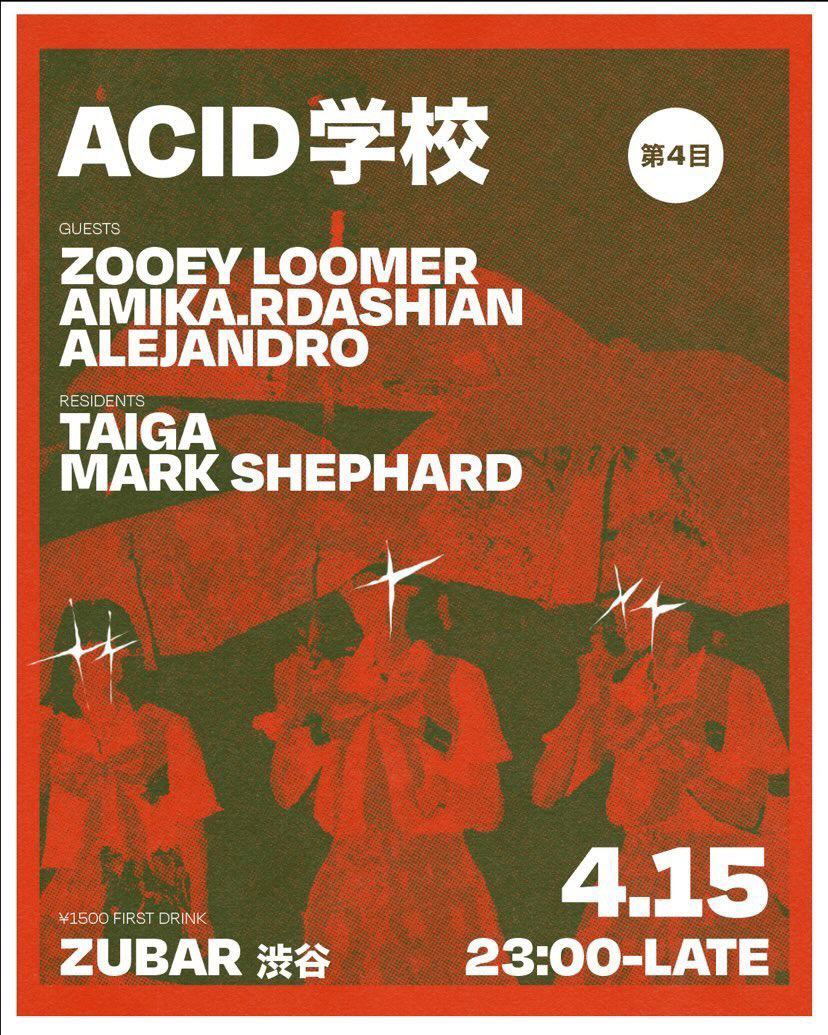 ACID学校
第4目
GUESTS
ZOOEY LOOMER
AMIKA.RDASHIAN
ALEJANDRO
RESIDENTS
TAIGA
MARK SHEPHARD
4.15
¥1500 FIRST DRINK
ZUBAR 渋谷
23:00-LATE